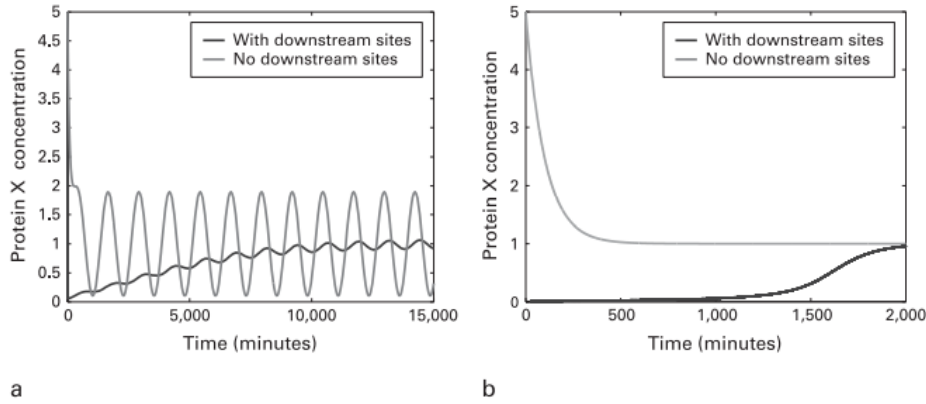 5
4.5
4
3.5
3
2.5
2
1.5
1
0.5
0
Protein X concentration
With downstream sites
No downstream sites
0 5,000 10,000 15,000
Time (minutes)
a
5
4
3
2
1
0
Protein X concentration
With downstream sites
No downstream sites
0 500 1,000 1,500 2,000
Time (minutes)
b